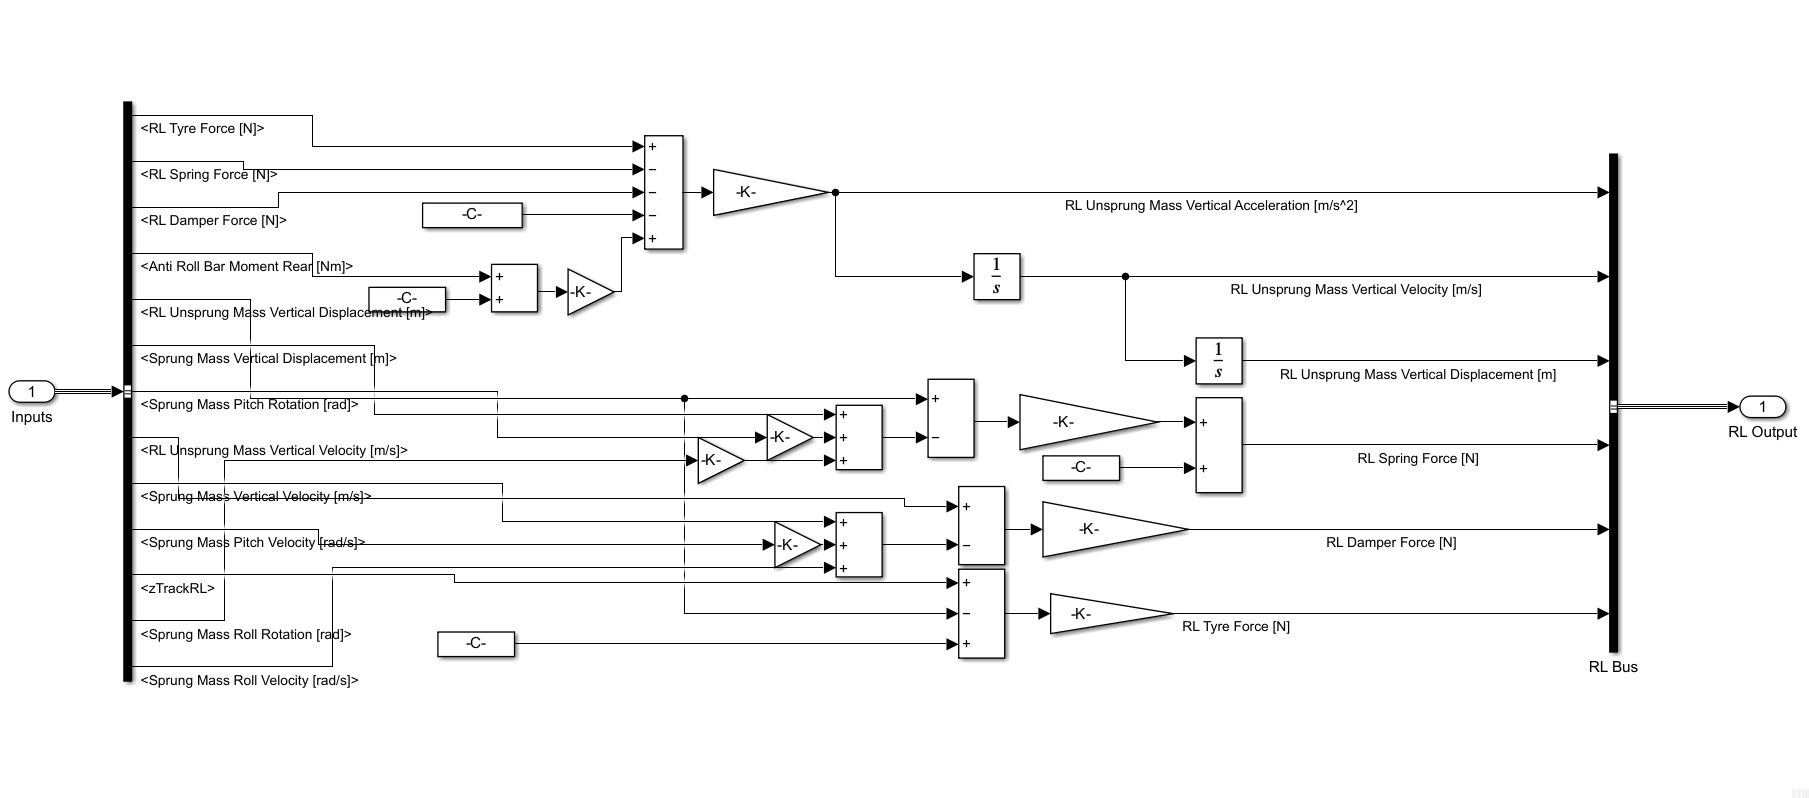 <RL Tyre Force [N]>
+
<RL Spring Force [N]>
−
-K-
−
RL Unsprung Mass Vertical Acceleration [m/s^2]
<RL Damper Force [N]>
-C-
−
+
<Anti Roll Bar Moment Rear [Nm]>
+
-C-
+
-K-
1
s
RL Unsprung Mass Vertical Velocity [m/s]
<RL Unsprung Mass Vertical Displacement [m]>
<Sprung Mass Vertical Displacement [m]>
1
s
RL Unsprung Mass Vertical Displacement [m]
1
Inputs
<Sprung Mass Pitch Rotation [rad]>
+
−
+
+
+
-K-
-K-
-K-
+
+
-C-
RL Spring Force [N]
1
RL Output
<RL Unsprung Mass Vertical Velocity [m/s]>
<Sprung Mass Vertical Velocity [m/s]>
+
−
<Sprung Mass Pitch Velocity [rad/s]>
-K-
+
+
+
-K-
RL Damper Force [N]
<zTrackRL>
+
−
+
-K-
RL Tyre Force [N]
<Sprung Mass Roll Rotation [rad]>
-C-
<Sprung Mass Roll Velocity [rad/s]>
RL Bus